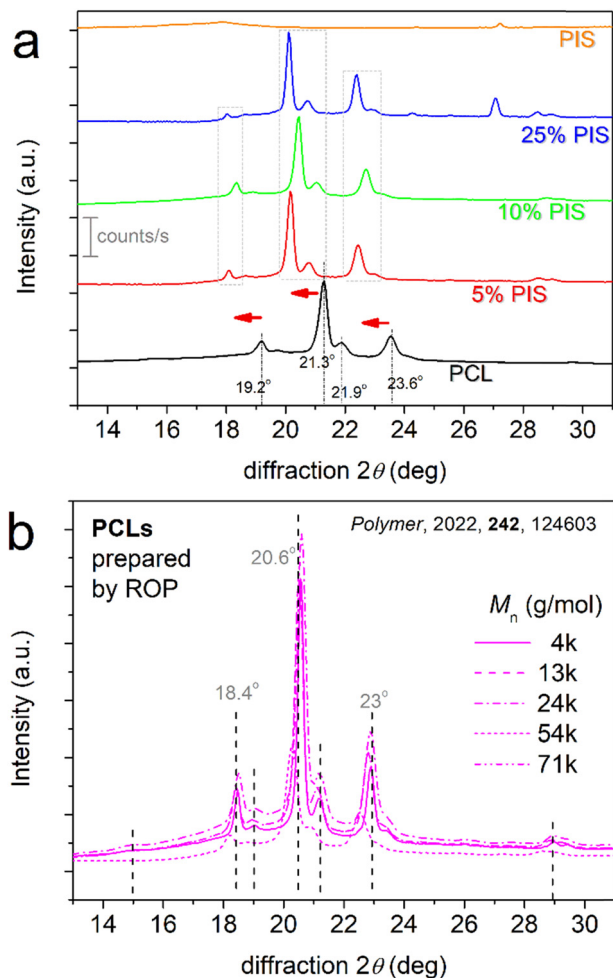 a
PIS
25% PIS
10% PIS
5% PIS
PCL
counts/s
Intensity (a.u.)
19.2°
21.3°
21.9°
23.6°
14 16 18 20 22 24 26 28 30
diffraction 2θ (deg)
b
PCLs
prepared
by ROP
Polymer, 2022, 242, 124603
20.6°
18.4°
23°
Mn (g/mol)
4k
13k
24k
54k
71k
Intensity (a.u.)
14 16 18 20 22 24 26 28 30
diffraction 2θ (deg)